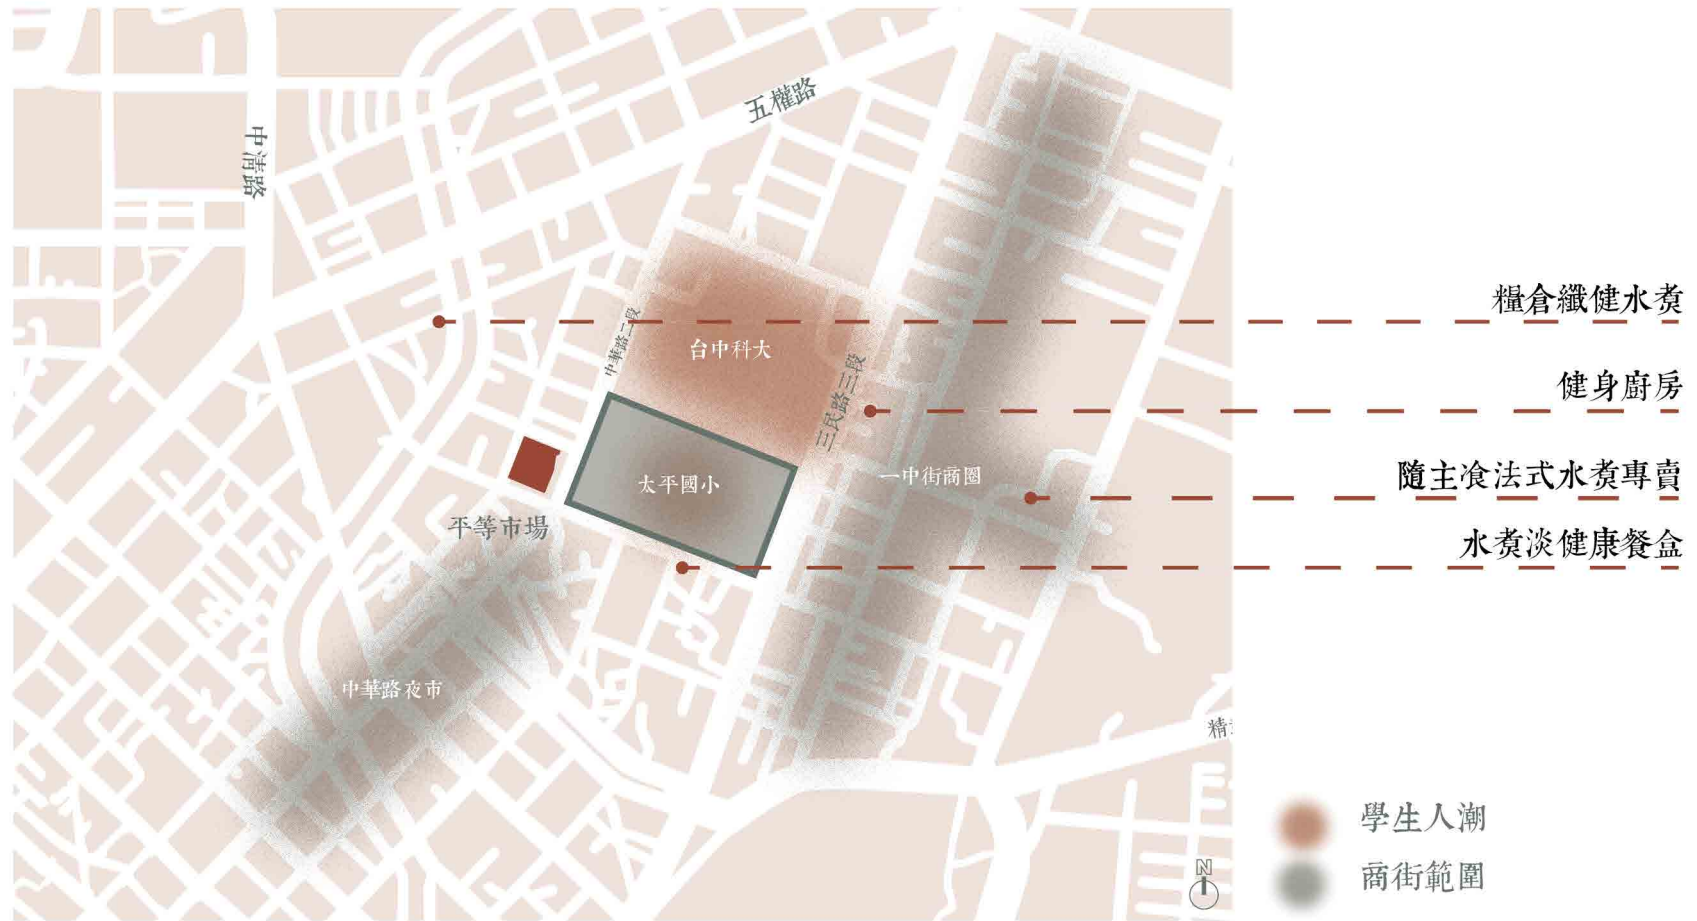 五權路
中清路
糧倉纖健水煮
中華路二段
台中科大
三民路三段
健身廚房
一中街商圈
隨主飡法式水煮專賣
太平國小
平等市場
水煮淡健康餐盒
中華路夜市
精
學生人潮
商街範圍
N